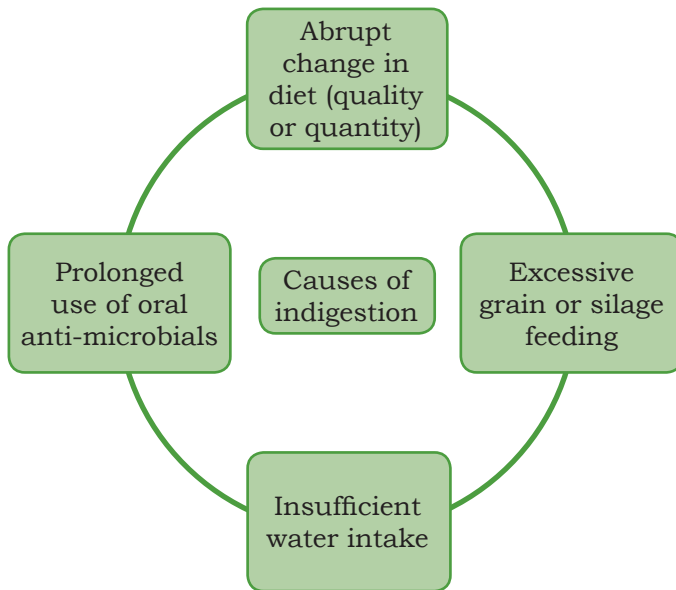 Abrupt
change in
diet (quality
or quantity)
Prolonged
use of oral
anti-microbials
Causes of
indigestion
Excessive
grain or silage
feeding
Insufficient
water intake